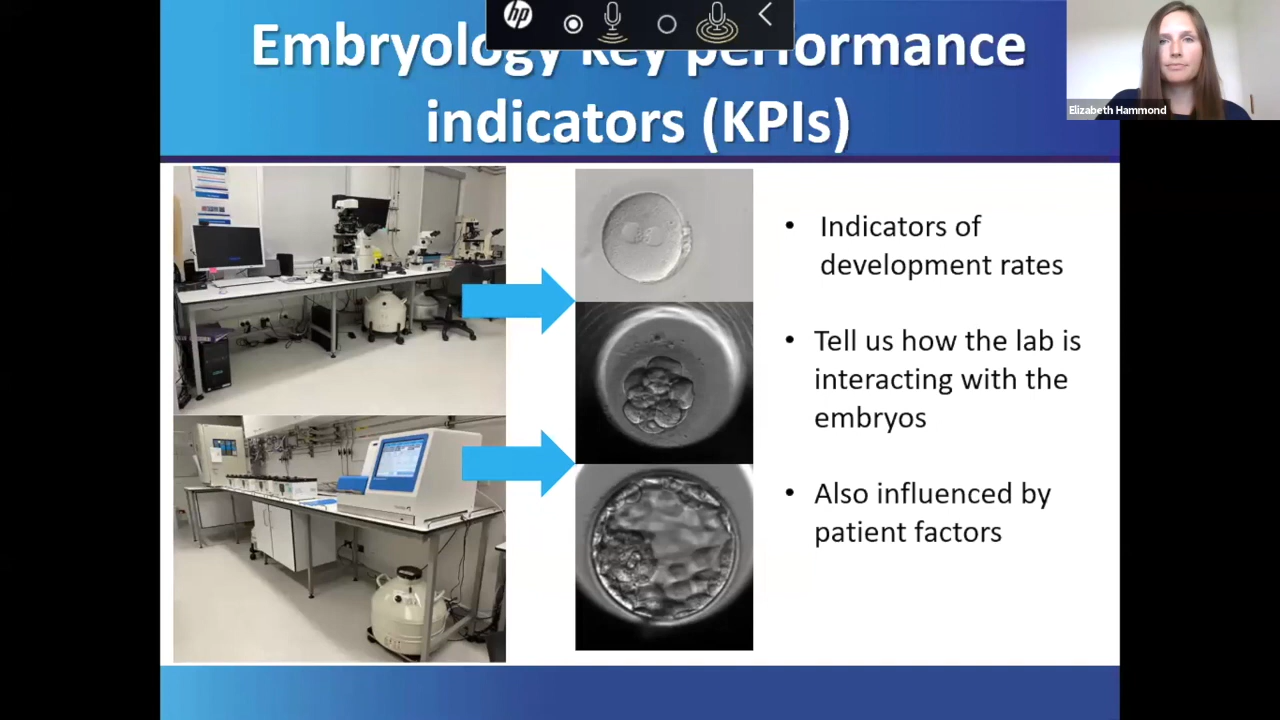 hp
Embryology key performance
indicators (KPIs)
Elizabeth Hammond
• Indicators of
development rates
• Tell us how the lab is
interacting with the
embryos
• Also influenced by
patient factors